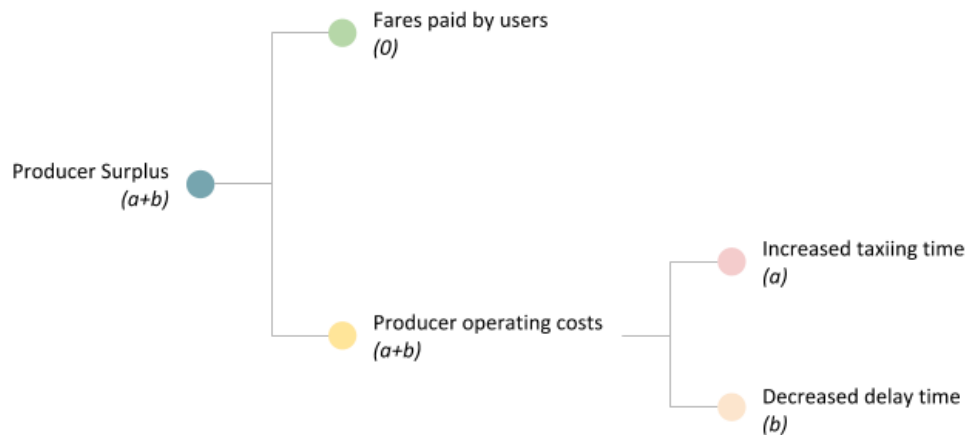 Fares paid by users
(0)
Producer Surplus
(a+b)
Increased taxiing time
(a)
Producer operating costs
(a+b)
Decreased delay time
(b)